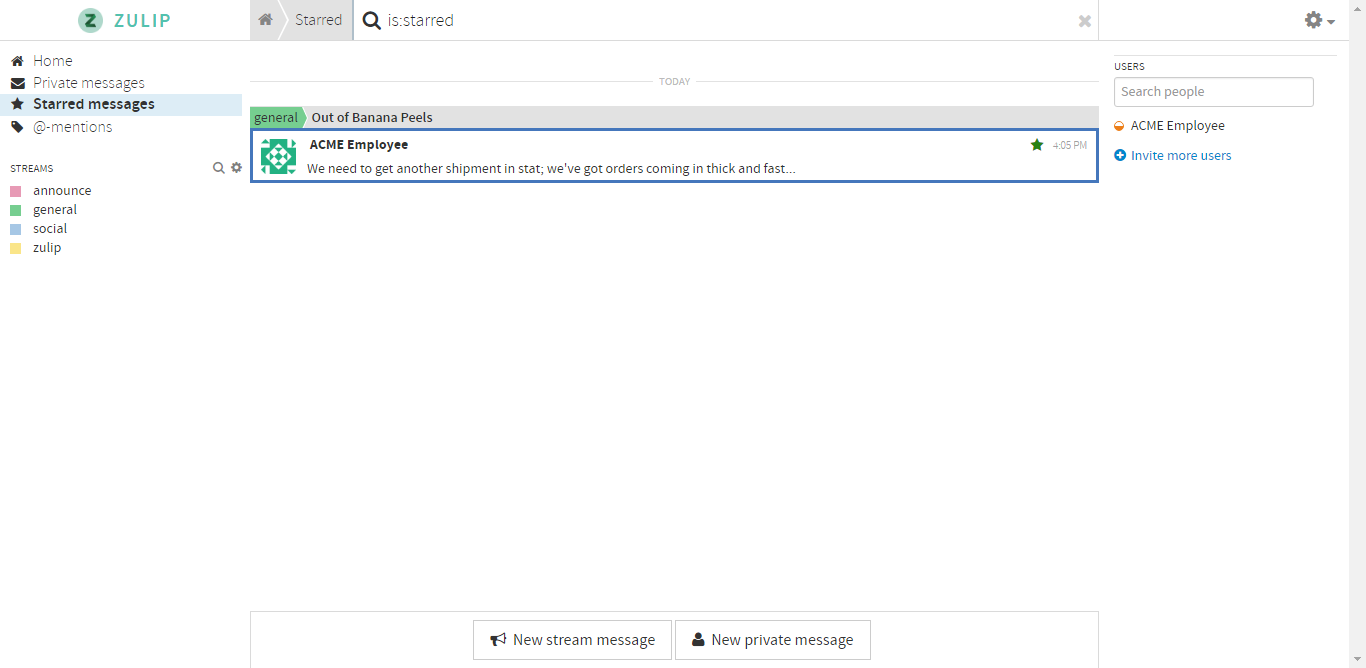 ZULIP
Starred
is:starred
Home
Private messages
Starred messages
@-mentions
STREAMS
announce
general
social
zulip
TODAY
general
Out of Banana Peels
ACME Employee
4:05 PM
We need to get another shipment in stat; we've got orders coming in thick and fast...
New stream message
New private message
USERS
Search people
ACME Employee
Invite more users